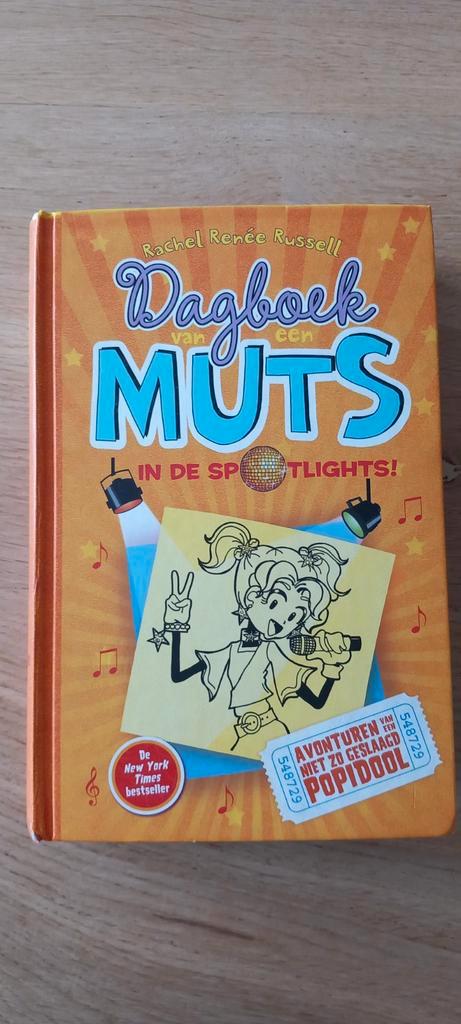 Rachel Renée Russell
Dagboek
van een
MUTS
IN DE SPOTLIGHTS!
De
New York
Times
bestseller
548729
AVONTUREN VAN EEN
NIET ZO GESLAAGD
POPIDOOL
548729